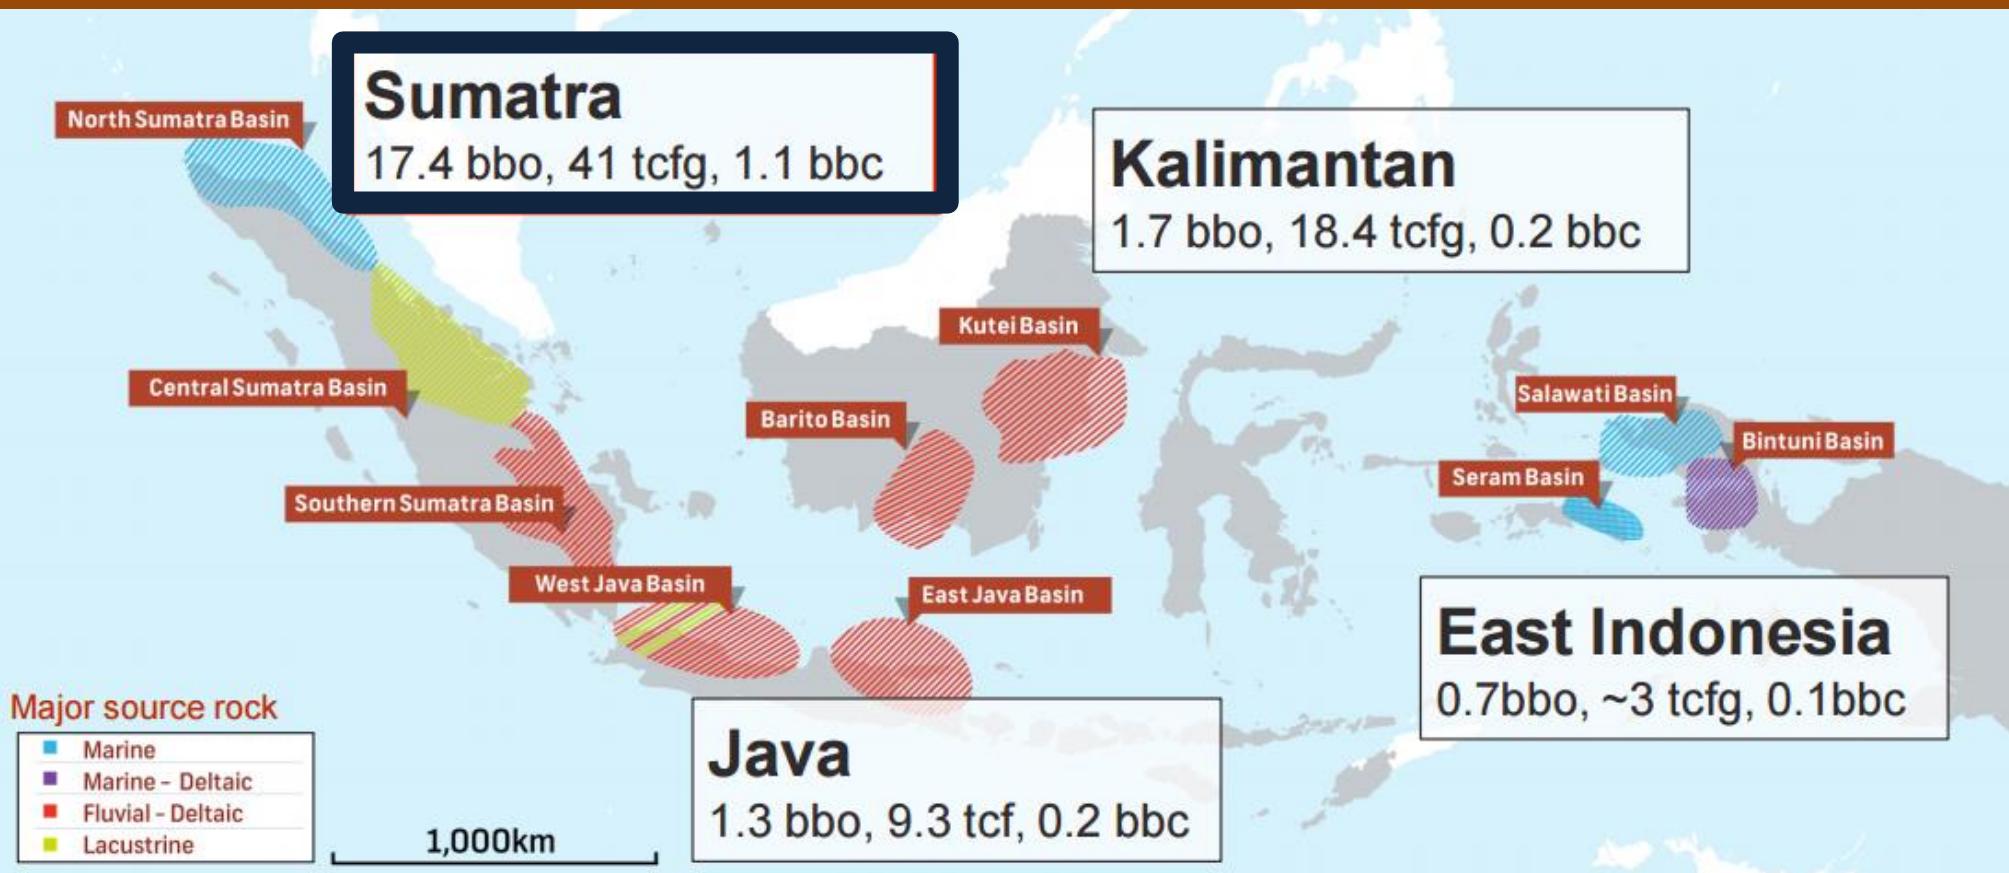 Sumatra
17.4 bbo, 41 tcfg, 1.1 bbc
North Sumatra Basin
Kalimantan
1.7 bbo, 18.4 tcfg, 0.2 bbc
Kutei Basin
Central Sumatra Basin
Barito Basin
Salawati Basin
Bintuni Basin
Seram Basin
Southern Sumatra Basin
West Java Basin
East Java Basin
East Indonesia
0.7bbo, ~3 tcfg, 0.1bbc
Java
1.3 bbo, 9.3 tcf, 0.2 bbc
Major source rock
Marine
Marine - Deltaic
Fluvial - Deltaic
Lacustrine
1,000km